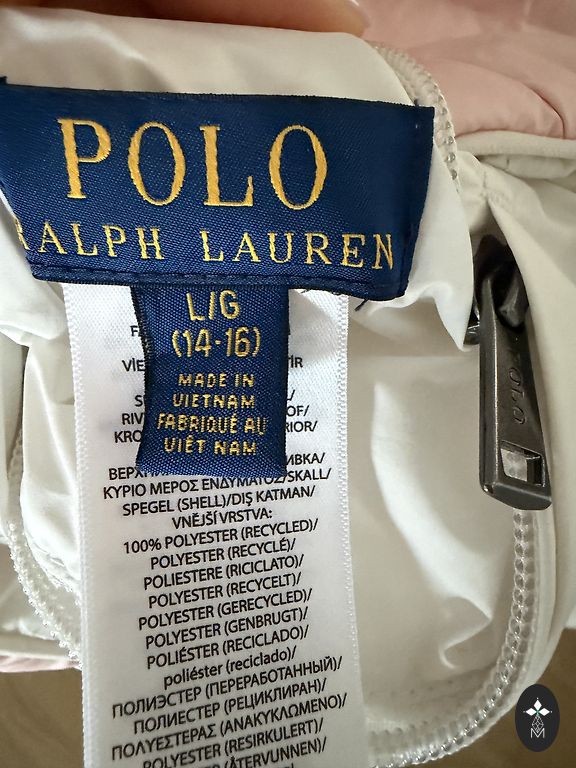 POLO
RALPH LAUREN
L/G
(14-16)
MADE IN
VIETNAM
FABRIQUÉ AU
VIÊT NAM
ΚΥΡΙΟ ΜΕΡΟΣ ΕΝΔΥΜΑΤΟΣ/SKALL/
SPEGEL (SHELL)/DIŞ KATMAN/
VNĚJŠÍ VRSTVA:
100% POLYESTER (RECYCLED)/
POLYESTER (RECYCLÉ)/
POLIESTERE (RICICLATO)/
POLYESTER (RECYCELT)/
POLYESTER (GERECYCLED)/
POLYESTER (GENBRUGT)/
POLIÉSTER (RECICLADO)/
poliéster (reciclado)/
ПОЛИЭСТЕР (ПЕРЕРАБОТАННЫЙ)/
ПОЛИЕСТЕР (РЕЦИКЛИРАН)/
ΠΟΛΥΕΣΤΕΡΑΣ (ΑΝΑΚΥΚΛΩΜΕΝΟ)/
POLYESTER (RESIRKULERT)/
(ÅTERVUNNEN)/
POLO
M